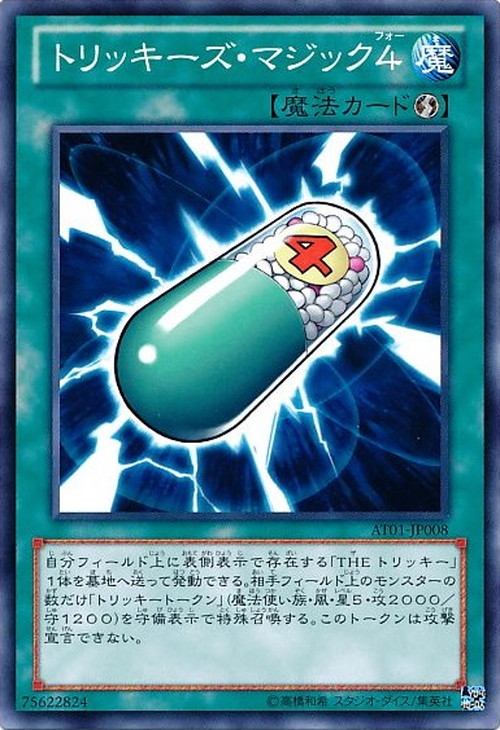 トリッキーズ・マジック4
フォー
魔
【魔法カード】
4
AT01-JP008
自分フィールド上に表側表示で存在する「THE トリッキー」
1体を墓地へ送って発動できる。相手フィールド上のモンスターの
数だけ「トリッキートークン」(魔法使い族・風・星5・攻2000/
守1200)を守備表示で特殊召喚する。このトークンは攻撃
宣言できない。
75622824
©高橋和希 スタジオ・ダイス/集英社